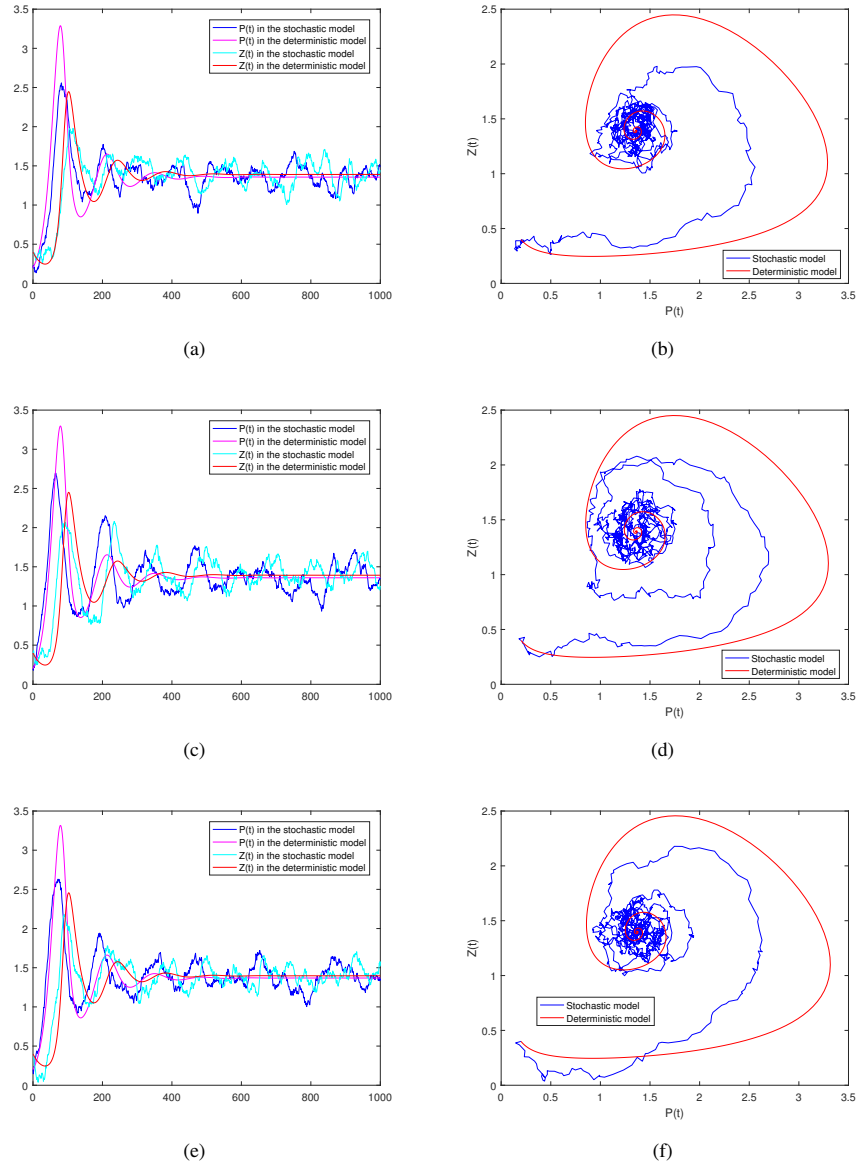 3.5
3
2.5
2
1.5
1
0.5
0
0 200 400 600 800 1000
P(t) in the stochastic model
P(t) in the deterministic model
Z(t) in the stochastic model
Z(t) in the deterministic model
(a)
2.5
2
1.5
1
0.5
0
Z(t)
0 0.5 1 1.5 2 2.5 3 3.5
P(t)
Stochastic model
Deterministic model
(b)
3.5
3
2.5
2
1.5
1
0.5
0
0 200 400 600 800 1000
P(t) in the stochastic model
P(t) in the deterministic model
Z(t) in the stochastic model
Z(t) in the deterministic model
(c)
2.5
2
1.5
1
0.5
0
Z(t)
0 0.5 1 1.5 2 2.5 3 3.5
P(t)
Stochastic model
Deterministic model
(d)
3.5
3
2.5
2
1.5
1
0.5
0
0 200 400 600 800 1000
P(t) in the stochastic model
P(t) in the deterministic model
Z(t) in the stochastic model
Z(t) in the deterministic model
(e)
2.5
2
1.5
1
0.5
0
Z(t)
0 0.5 1 1.5 2 2.5 3 3.5
P(t)
Stochastic model
Deterministic model
(f)